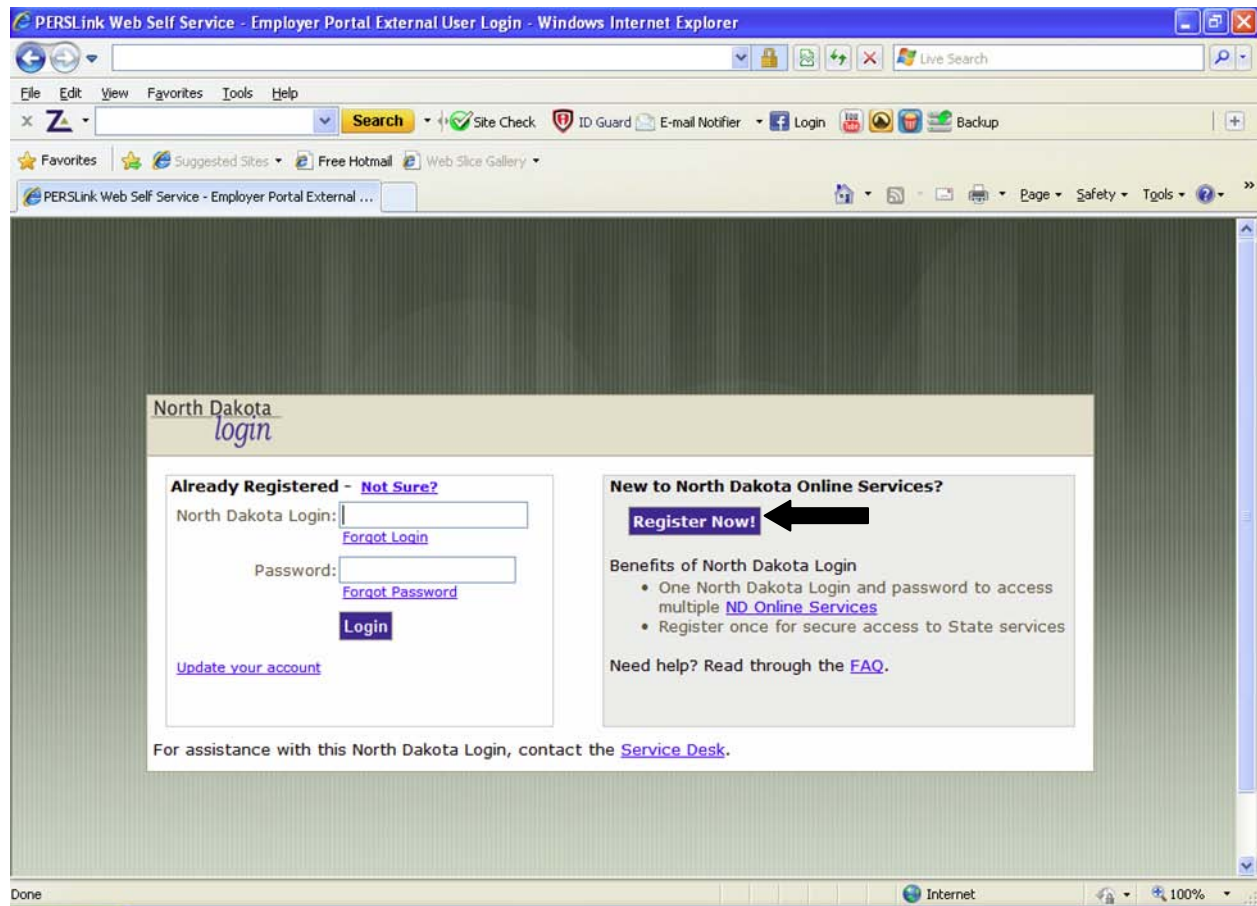 PERSLink Web Self Service - Employer Portal External User Login - Windows Internet Explorer
Live Search
File Edit View Favorites Tools Help
x ZA Search Site Check ID Guard E-mail Notifier Login Backup
Favorites Suggested Sites Free Hotmail Web Slice Gallery
PERSLink Web Self Service - Employer Portal External ... Page Safety Tools
North Dakota
login
Already Registered - Not Sure?
North Dakota Login:
Forgot Login
Password:
Forgot Password
Login
Update your account
New to North Dakota Online Services?
Register Now!
Benefits of North Dakota Login
• One North Dakota Login and password to access
multiple ND Online Services
• Register once for secure access to State services
Need help? Read through the FAQ.
For assistance with this North Dakota Login, contact the Service Desk.
Done Internet 100%